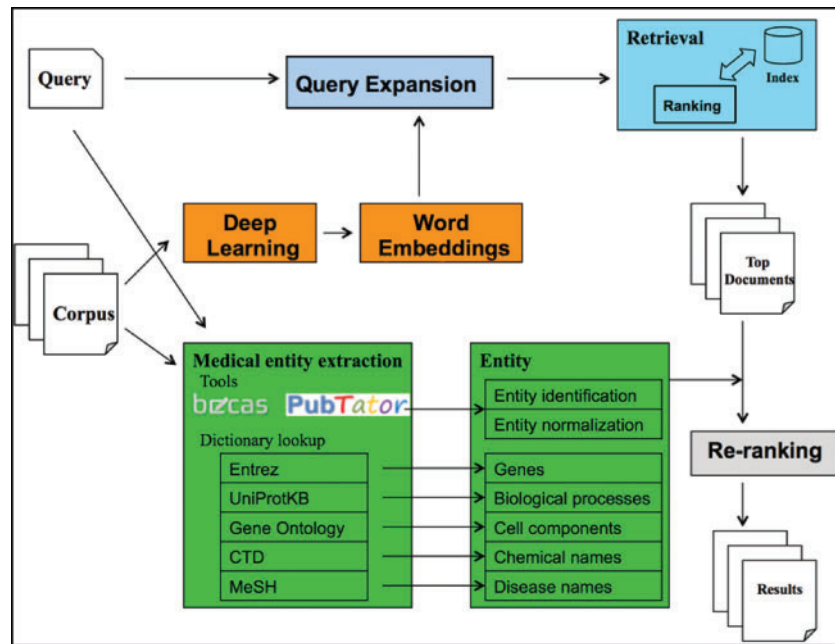 Query
Query Expansion
Retrieval
Index
Ranking
Deep
Learning
Word
Embeddings
Top
Documents
Corpus
Medical entity extraction
Tools
becas
PubTator
Dictionary lookup
Entrez
UniProtKB
Gene Ontology
CTD
MeSH
Entity
Entity identification
Entity normalization
Genes
Biological processes
Cell components
Chemical names
Disease names
Re-ranking
Results